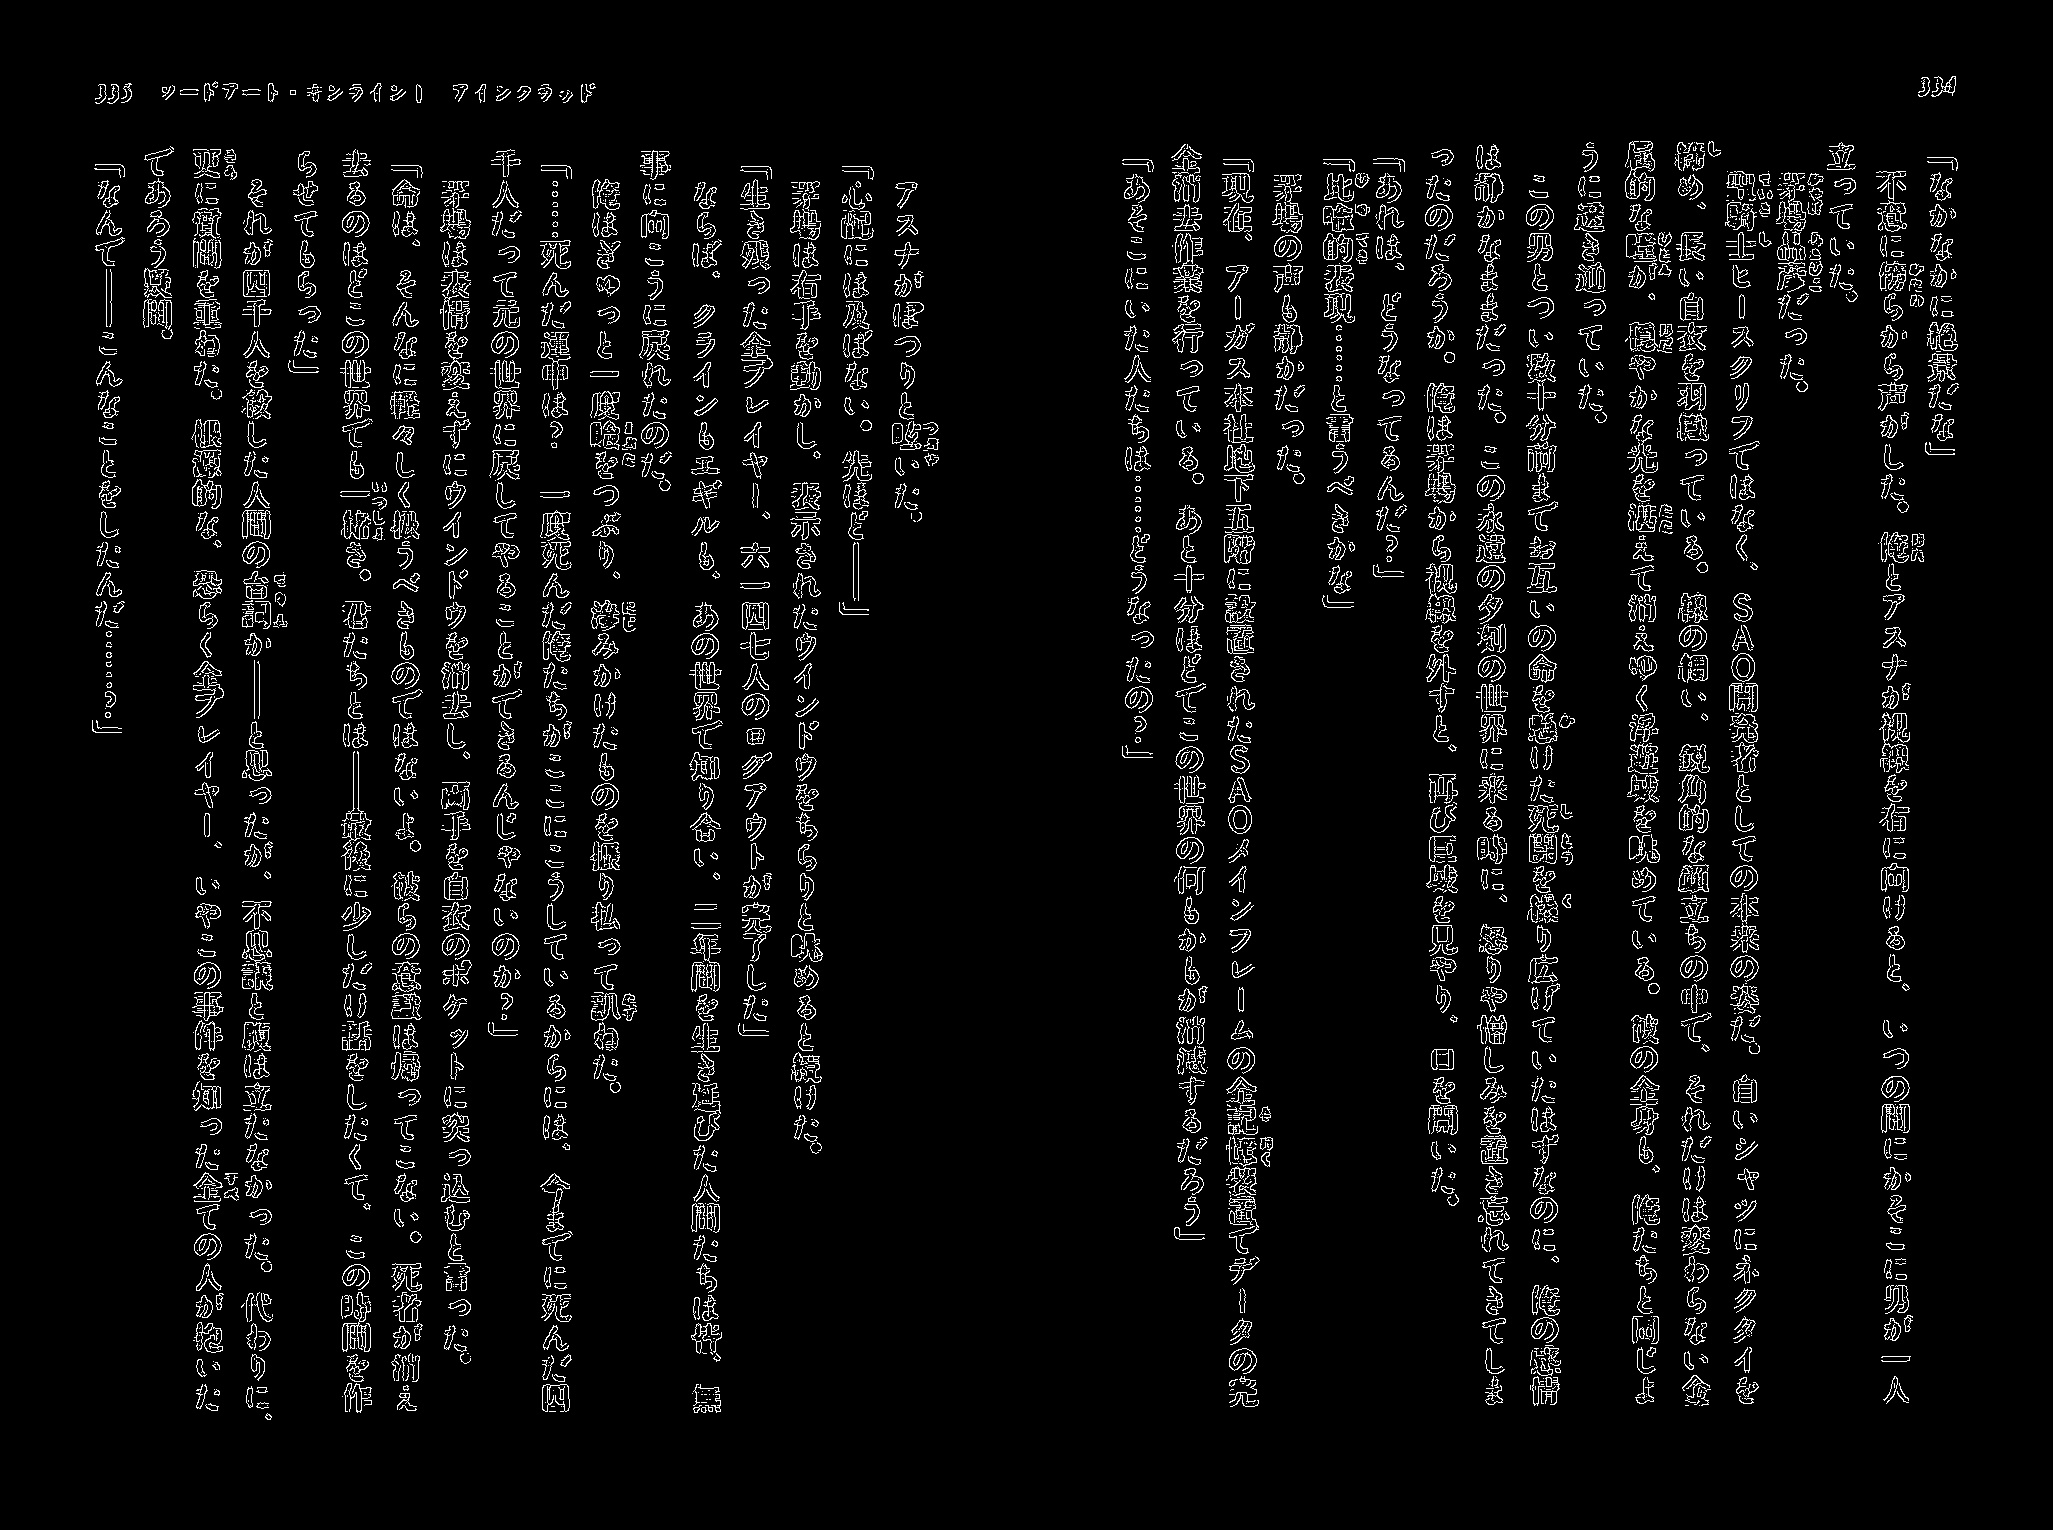 334
「なかなかに絶景だな」
不意に傍らから声がした。俺とアスナが視線を右に向けると、いつの間にかそこに男が一人
立っていた。
茅場晶彦だった。
聖騎士ヒースクリフではなく、ＳＡＯ開発者としての本来の姿だ。白いシャツにネクタイを
締め、長い白衣を羽織っている。線の細い、鋭角的な顔立ちの中で、それだけは変わらない金
属的な瞳が、穏やかな光を湛えて消えゆく浮遊城を眺めている。彼の全身も、俺たちと同じよ
うに透き通っていた。
この男とつい数十分前までお互いの命を懸けた死闘を繰り広げていたはずなのに、俺の感情
は静かなままだった。この永遠の夕刻の世界に来る時に、怒りや憎しみを置き忘れてきてしま
ったのだろうか。俺は茅場から視線を外すと、再び巨城を見やり、口を開いた。
「あれは、どうなってるんだ？」
「比喩的表現……と言うべきかな」
茅場の声も静かだった。
「現在、アーガス本社地下五階に設置されたＳＡＯメインフレームの全記憶装置でデータの完
全消去作業を行っている。あと十分ほどでこの世界の何もかもが消滅するだろう」
「あそこにいた人たちは……どうなったの？」
335 ソードアート・オンライン1 アインクラッド
アスナがぽつりと呟いた。
「心配には及ばない。先ほど――」
茅場は右手を動かし、表示されたウインドウをちらりと眺めると続けた。
「生き残った全プレイヤー、六一四七人のログアウトが完了した」
ならば、クラインもエギルも、あの世界で知り合い、二年間を生き延びた人間たちは皆、無
事に向こうに戻れたのだ。
俺はぎゅっと一度瞼をつぶり、滲みかけたものを振り払って訊ねた。
「……死んだ連中は？ 一度死んだ俺たちがここにこうしているからには、今までに死んだ四
千人だって元の世界に戻してやることができるんじゃないのか？」
茅場は表情を変えずにウインドウを消去し、両手を白衣のポケットに突っ込むと言った。
「命は、そんなに軽々しく扱うべきものではないよ。彼らの意識は帰ってこない。死者が消え
去るのはどこの世界でも一緒さ。君たちとは――最後に少しだけ話をしたくて、この時間を作
らせてもらった」
それが四千人を殺した人間の台詞か――と思ったが、不思議と腹は立たなかった。代わりに、
更に質問を重ねた。根源的な、恐らく全プレイヤー、いやこの事件を知った全ての人が抱いた
であろう疑問。
「なんで――こんなことをしたんだ……？」